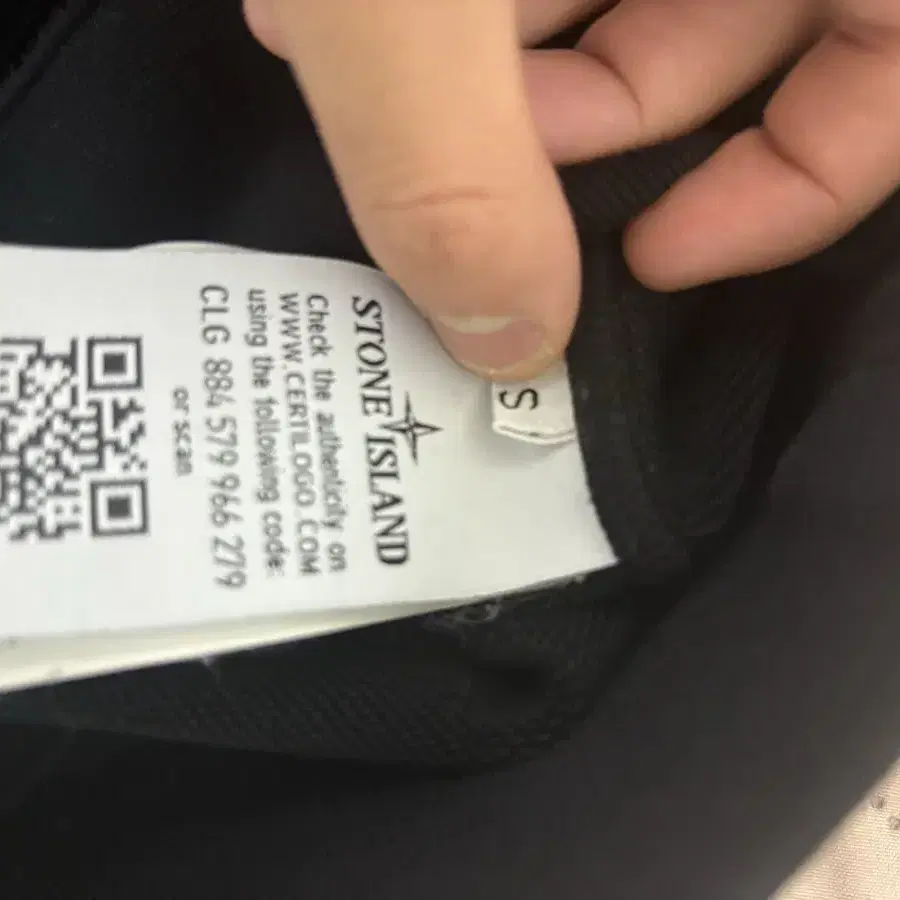 S
STONE ISLAND
Check the authenticity on
WWW.CERTILOGO.COM
using the following code:
CLG 884 579 966 279
or scan